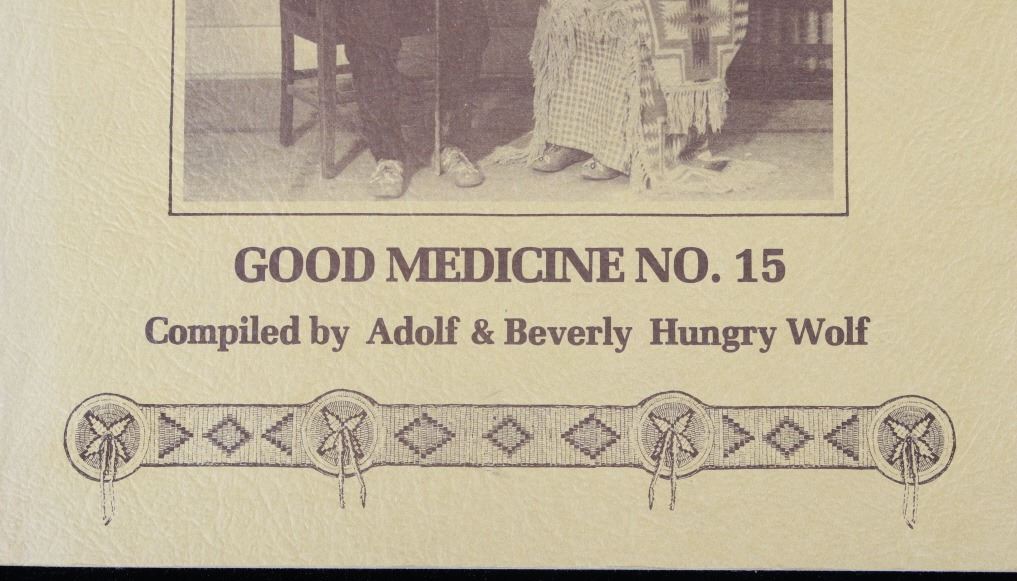 GOOD MEDICINE NO. 15
Compiled by Adolf & Beverly Hungry Wolf